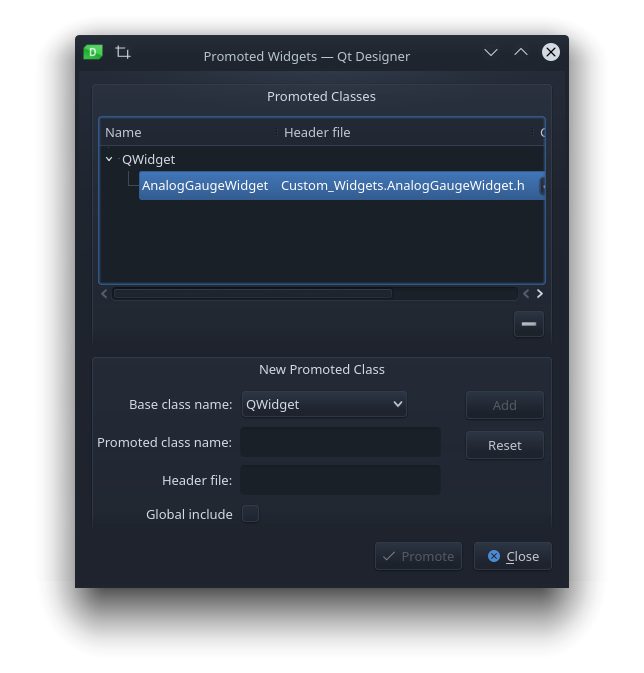 D
Promoted Widgets — Qt Designer
Promoted Classes
Name Header file
QWidget
AnalogGaugeWidget Custom_Widgets.AnalogGaugeWidget.h
New Promoted Class
Base class name: QWidget Add
Promoted class name: Reset
Header file:
Global include
Promote Close